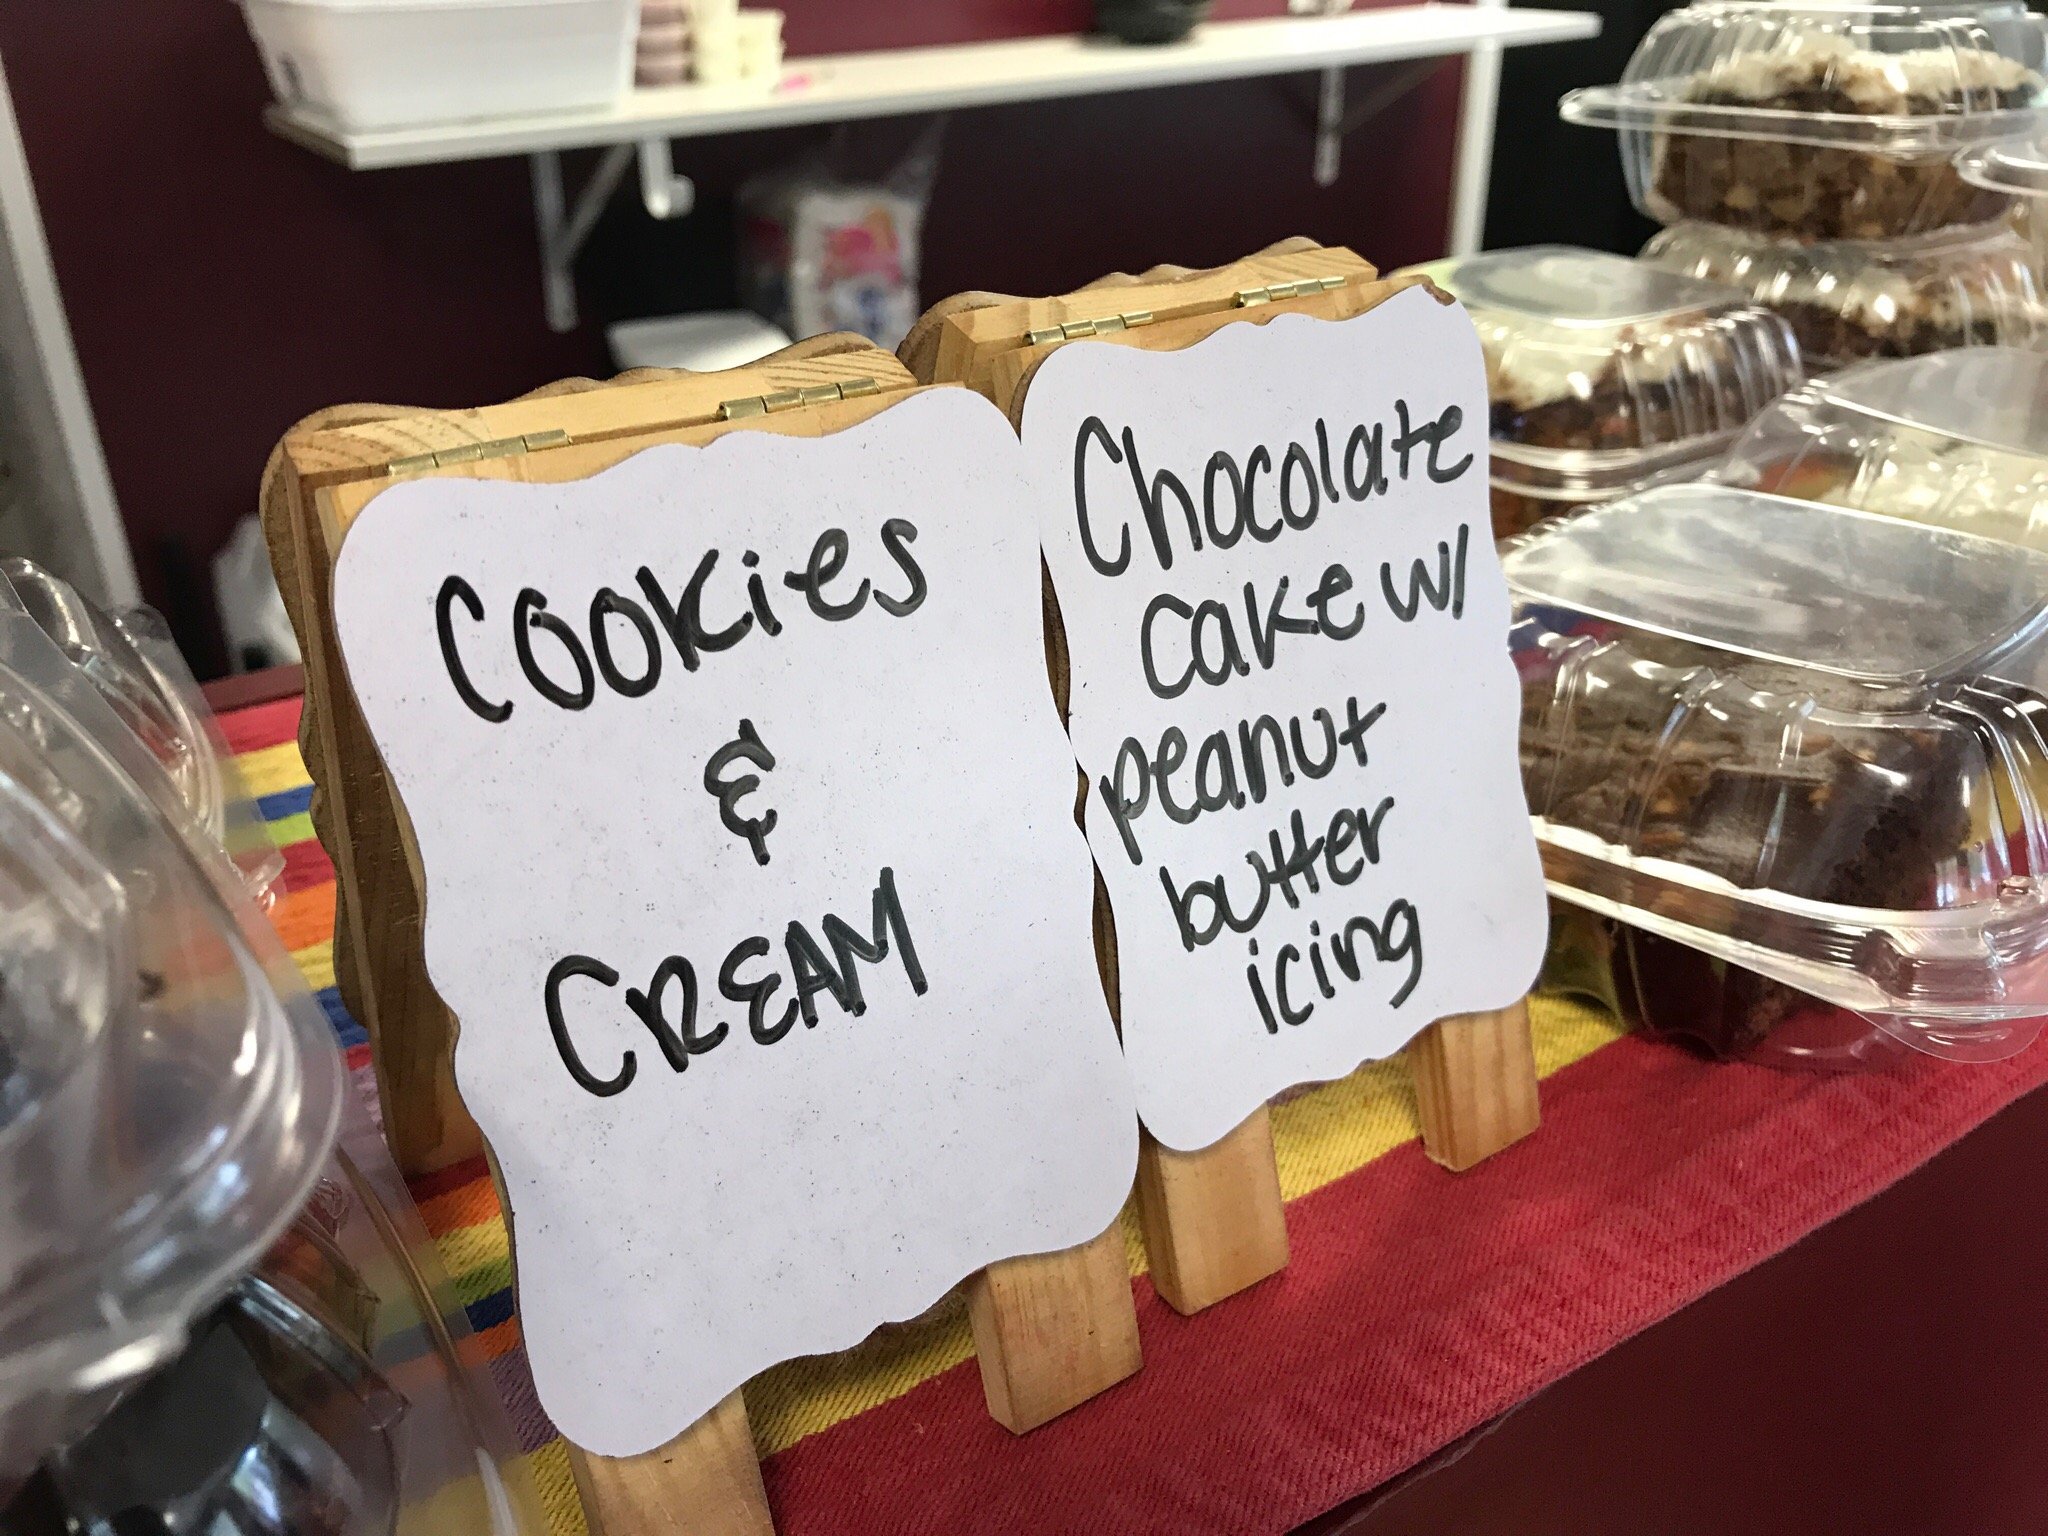 Cookies
&
CREAM
Chocolate
cake w/
peanut
butter
icing